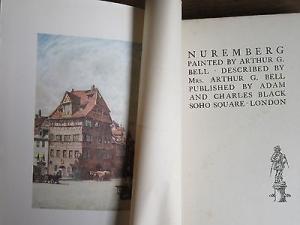 NUREMBERG
PAINTED BY ARTHUR G.
BELL · DESCRIBED BY
MRS. ARTHUR G. BELL
PUBLISHED BY ADAM
AND CHARLES BLACK
SOHO SQUARE · LONDON